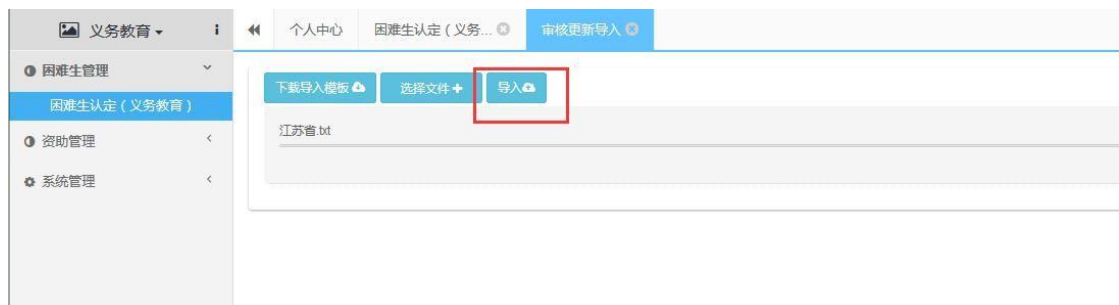 义务教育
个人中心
困难生认定(义务...
审核更新导入
困难生管理
困难生认定(义务教育)
资助管理
系统管理
下载导入模板
选择文件
导入
江苏省.txt